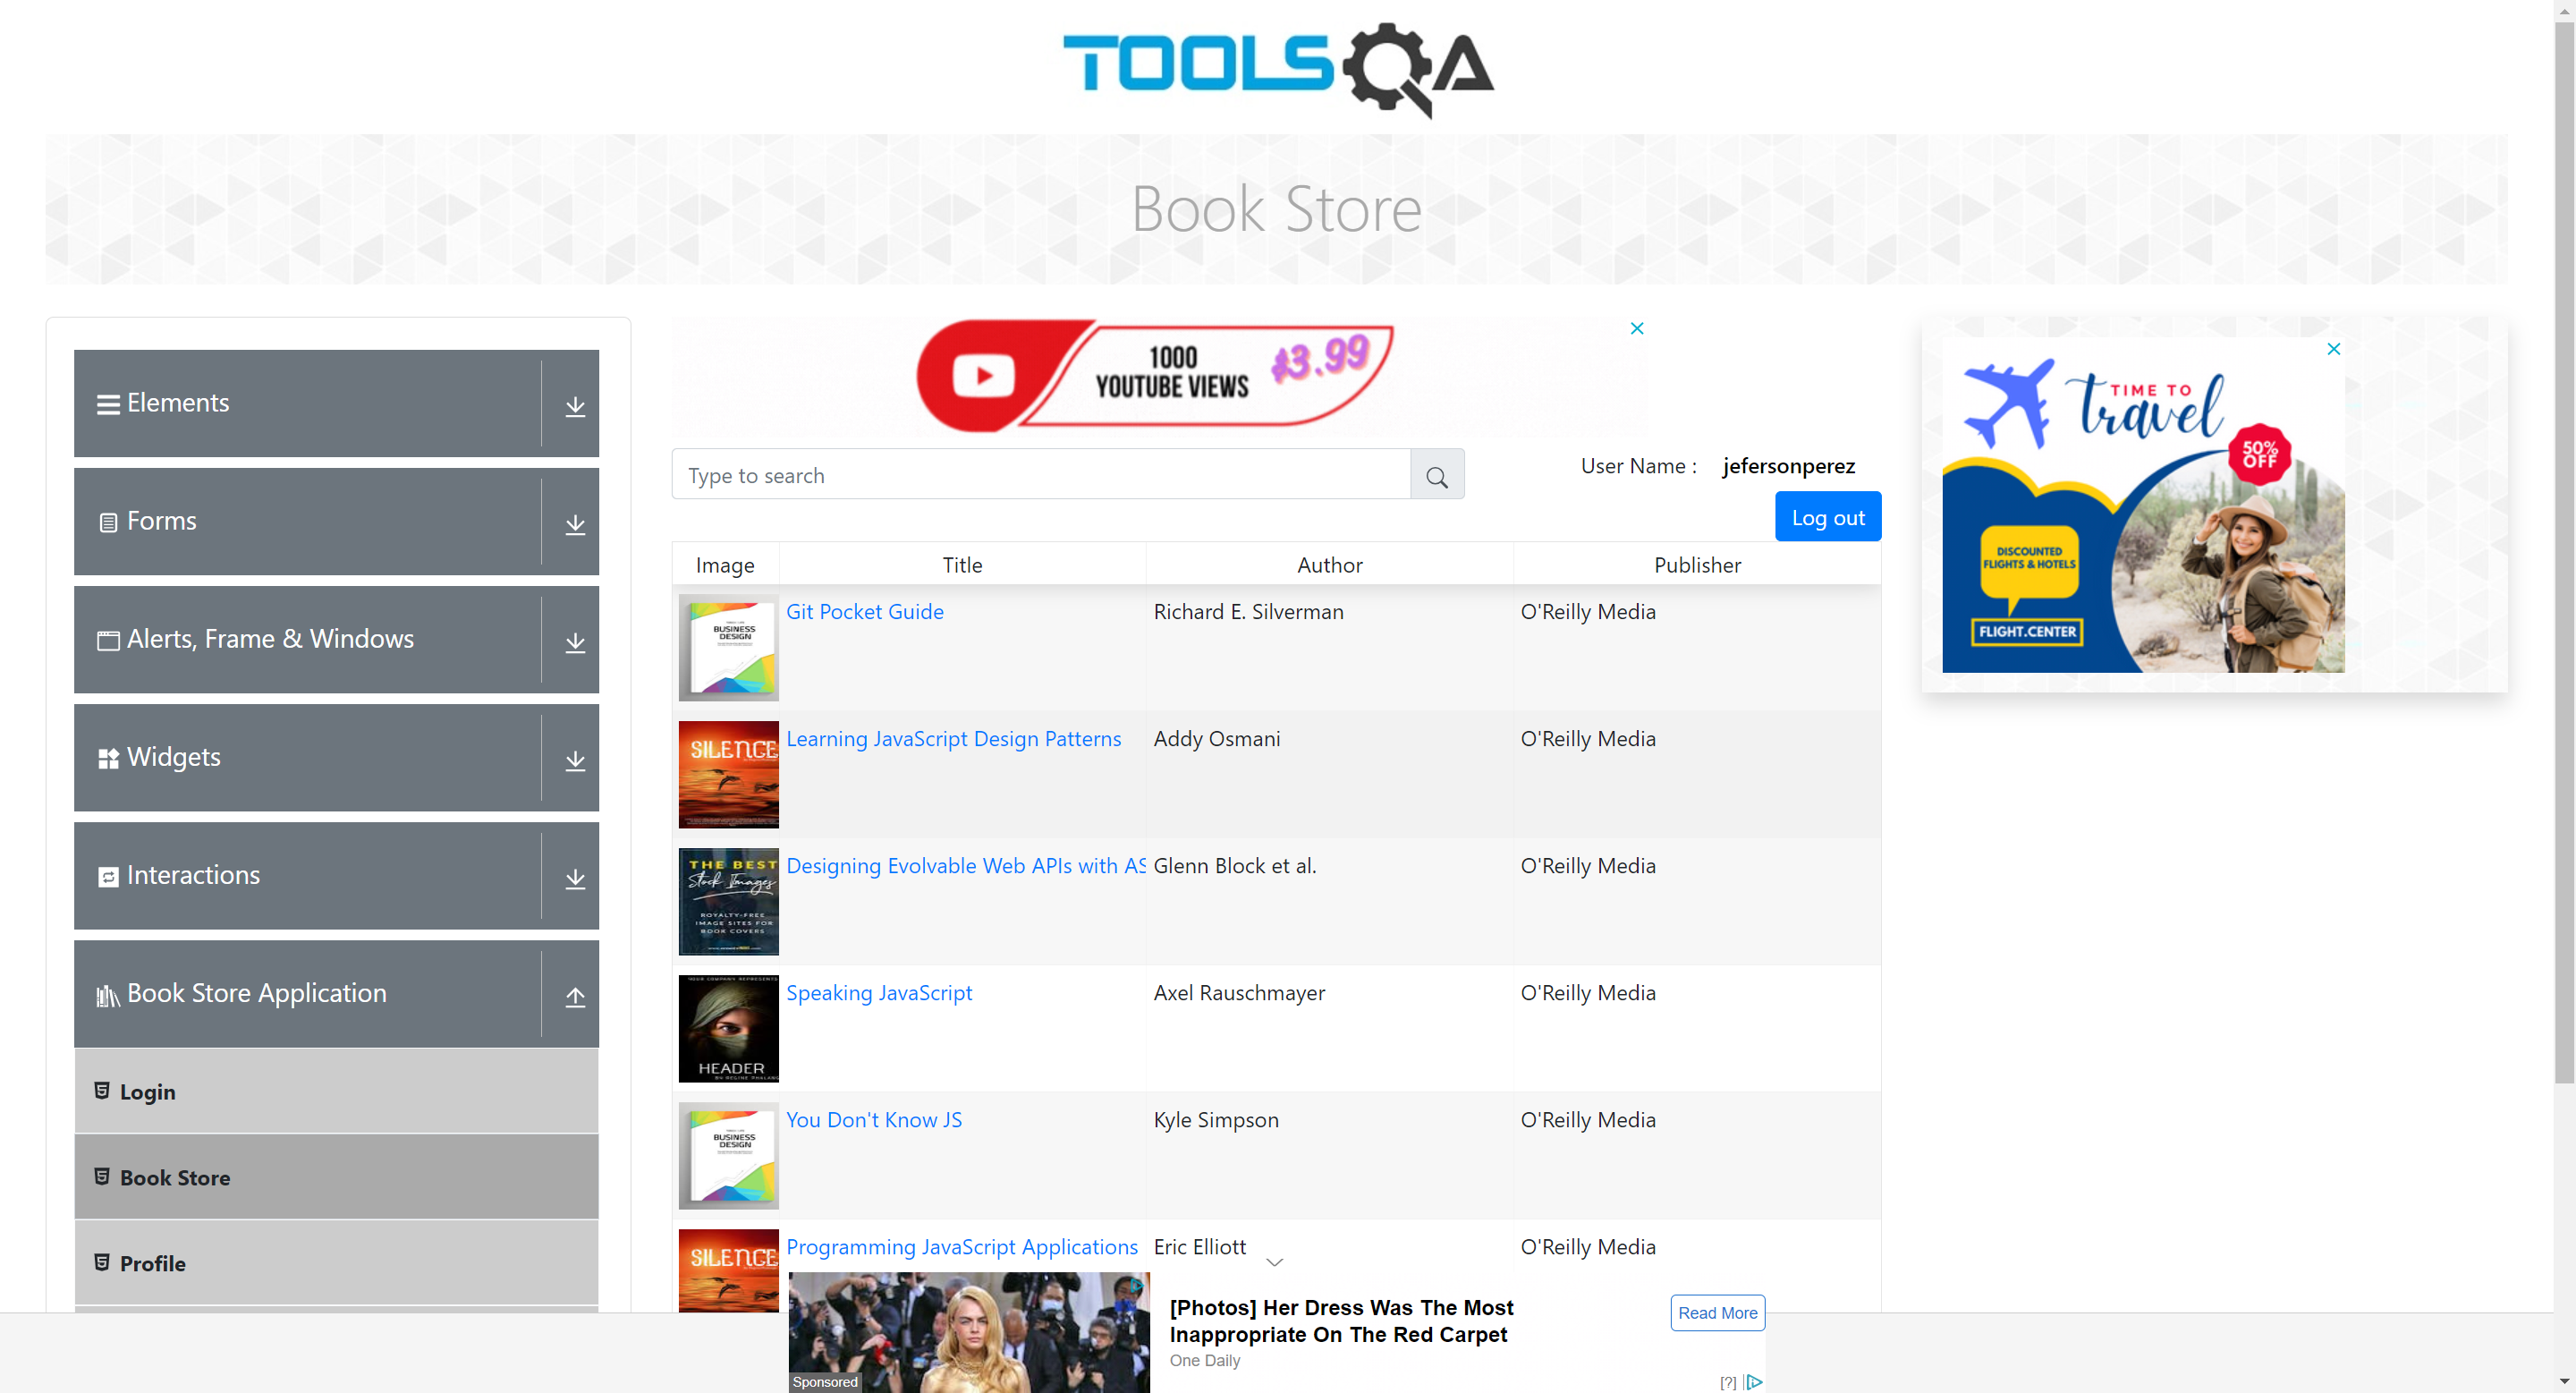 TOOLSQA
Book Store
Elements
Forms
Alerts, Frame & Windows
Widgets
Interactions
Book Store Application
Login
Book Store
Profile
1000
YOUTUBE VIEWS
$3.99
Type to search
User Name :
jefersonperez
Log out
Image
Title
Author
Publisher
BUSINESS
DESIGN
Git Pocket Guide
Richard E. Silverman
O'Reilly Media
SILENCE
Learning JavaScript Design Patterns
Addy Osmani
O'Reilly Media
THE BEST
Stock Images
ROYALTY-FREE
IMAGE SITES FOR
BOOK COVERS
Designing Evolvable Web APIs with AS
Glenn Block et al.
O'Reilly Media
YOUR COMPANY REPRESENTS
HEADER
Speaking JavaScript
Axel Rauschmayer
O'Reilly Media
BUSINESS
DESIGN
You Don't Know JS
Kyle Simpson
O'Reilly Media
SILENCE
Programming JavaScript Applications
Eric Elliott
O'Reilly Media
TIME TO
travel
50%
OFF
DISCOUNTED
FLIGHTS & HOTELS
FLIGHT.CENTER
[Photos] Her Dress Was The Most
Inappropriate On The Red Carpet
One Daily
Read More
Sponsored
[?]